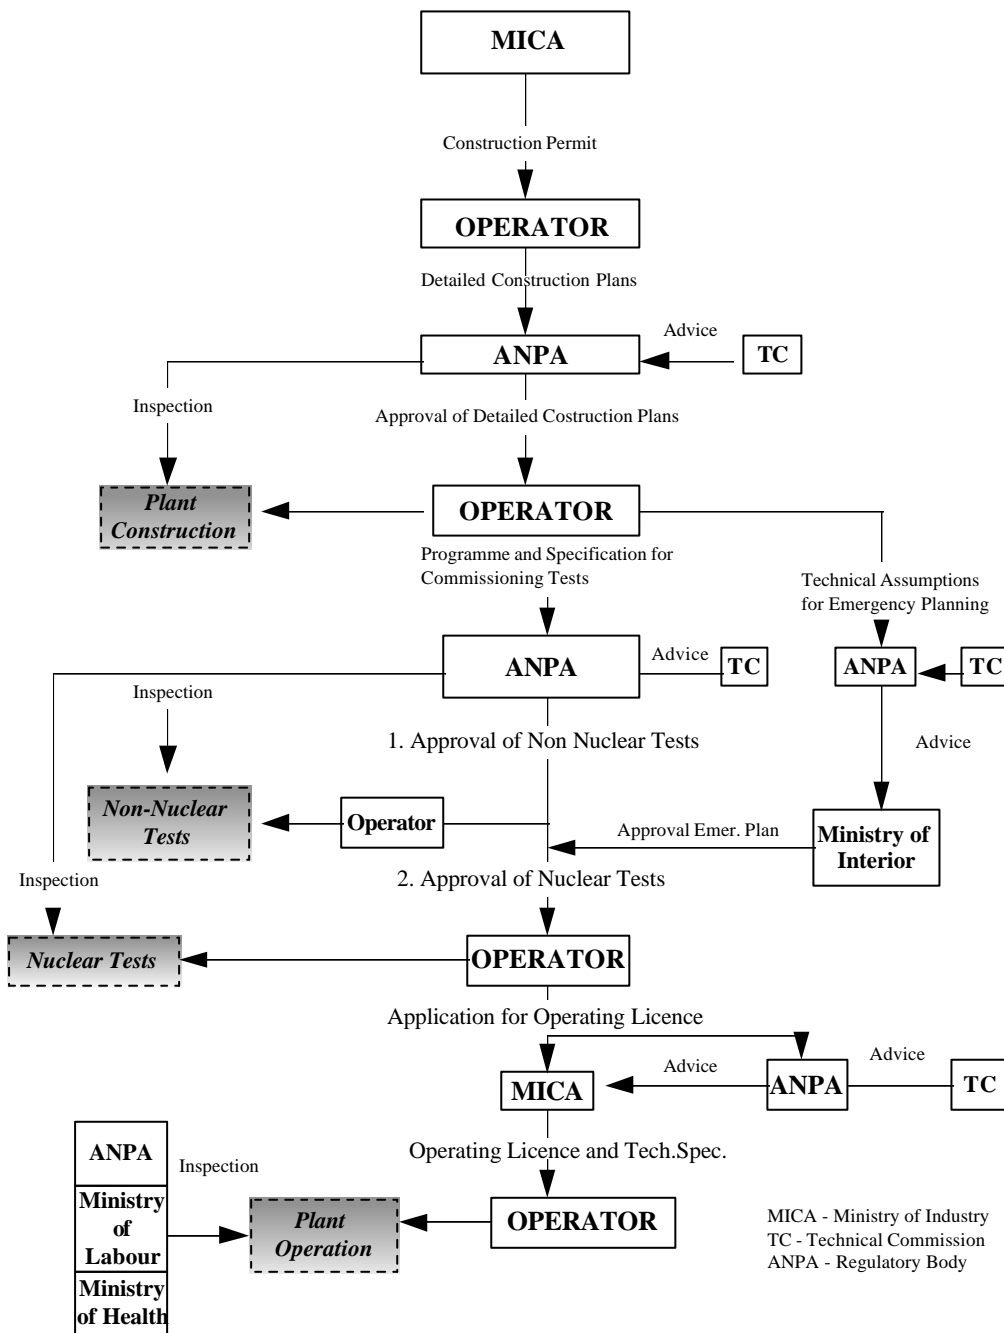 MICA
Construction Permit
OPERATOR
Detailed Construction Plans
ANPA
Advice
TC
Inspection
Approval of Detailed Costruction Plans
Plant
Construction
OPERATOR
Programme and Specification for
Commissioning Tests
Technical Assumptions
for Emergency Planning
ANPA
Advice
TC
ANPA
TC
Inspection
1. Approval of Non Nuclear Tests
Advice
Non-Nuclear
Tests
Operator
Approval Emer. Plan
Ministry of
Interior
Inspection
2. Approval of Nuclear Tests
Nuclear Tests
OPERATOR
Application for Operating Licence
MICA
Advice
ANPA
Advice
TC
Operating Licence and Tech.Spec.
ANPA
Ministry
of
Labour
Ministry
of Health
Inspection
Plant
Operation
OPERATOR
MICA - Ministry of Industry
TC - Technical Commission
ANPA - Regulatory Body